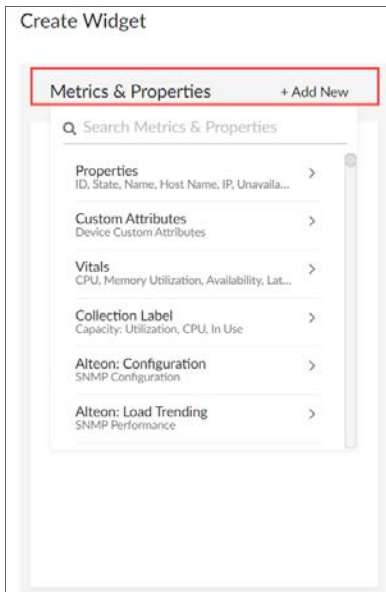 Create Widget
Metrics & Properties + Add New
Search Metrics & Properties
Properties
ID, State, Name, Host Name, IP, Unavaila...
Custom Attributes
Device Custom Attributes
Vitals
CPU, Memory Utilization, Availability, Lat...
Collection Label
Capacity: Utilization, CPU, In Use
Alteon: Configuration
SNMP Configuration
Alteon: Load Trending
SNMP Performance